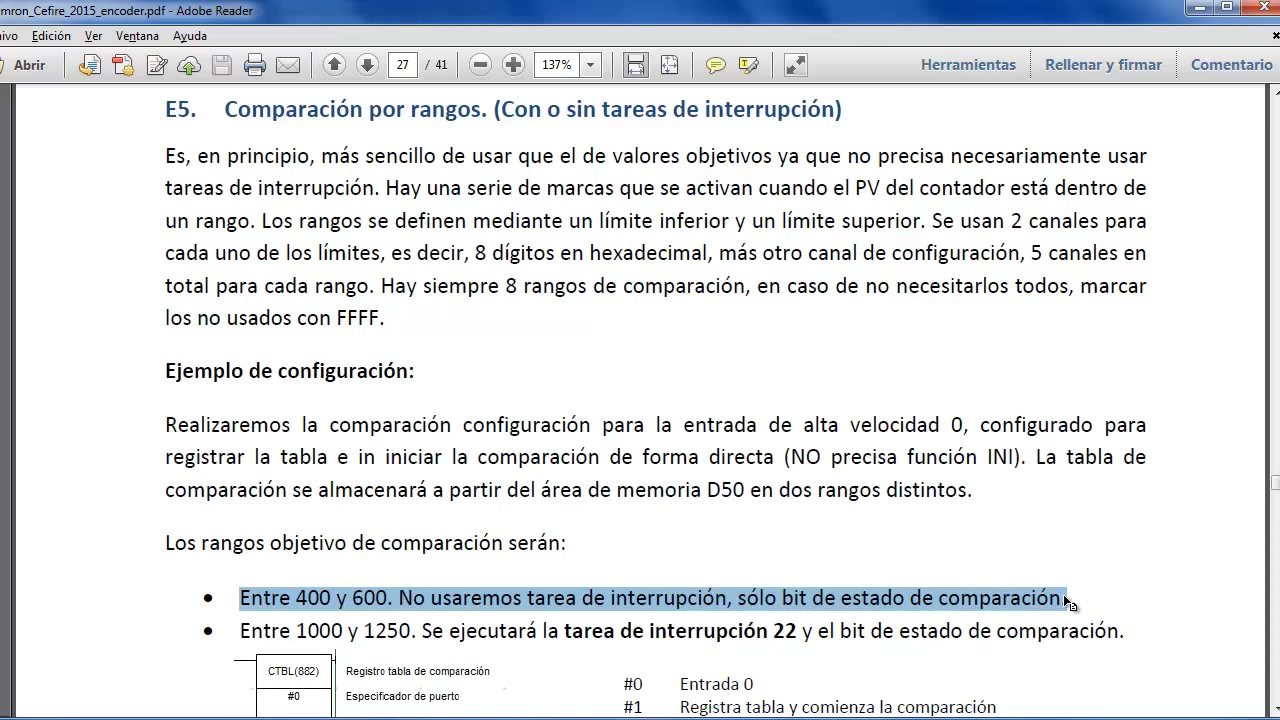 mron_Cefire_2015_encoder.pdf - Adobe Reader
ivo Edición Ver Ventana Ayuda
Abrir 27 / 41 137% Herramientas Rellenar y firmar Comentario
E5. Comparación por rangos. (Con o sin tareas de interrupción)
Es, en principio, más sencillo de usar que el de valores objetivos ya que no precisa necesariamente usar
tareas de interrupción. Hay una serie de marcas que se activan cuando el PV del contador está dentro de
un rango. Los rangos se definen mediante un límite inferior y un límite superior. Se usan 2 canales para
cada uno de los límites, es decir, 8 dígitos en hexadecimal, más otro canal de configuración, 5 canales en
total para cada rango. Hay siempre 8 rangos de comparación, en caso de no necesitarlos todos, marcar
los no usados con FFFF.
Ejemplo de configuración:
Realizaremos la comparación configuración para la entrada de alta velocidad 0, configurado para
registrar la tabla e in iniciar la comparación de forma directa (NO precisa función INI). La tabla de
comparación se almacenará a partir del área de memoria D50 en dos rangos distintos.
Los rangos objetivo de comparación serán:
• Entre 400 y 600. No usaremos tarea de interrupción, sólo bit de estado de comparación.
• Entre 1000 y 1250. Se ejecutará la tarea de interrupción 22 y el bit de estado de comparación.
CTBL(882) Registro tabla de comparación
#0 Especificador de puerto
#0 Entrada 0
#1 Registra tabla y comienza la comparación